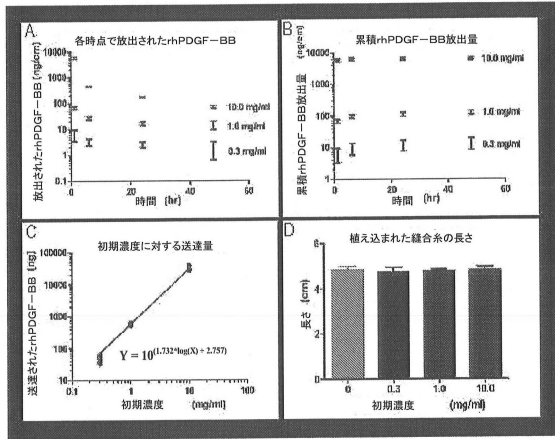 A
各時点で放出されたrhPDGF-BB
放出されたrhPDGF-BB [ng/cm]
10000
1000
100
10
1
0.1
10.0 mg/ml
1.0 mg/ml
0.3 mg/ml
0
20
40
60
時間 (hr)
B
累積rhPDGF-BB放出量
累積rhPDGF-BB放出量 (ng/cm)
10000
1000
100
10
1
10.0 mg/ml
1.0 mg/ml
0.3 mg/ml
0
20
40
60
時間 (hr)
C
初期濃度に対する送達量
送達されたrhPDGF-BB [ng]
100000
10000
1000
100
10
Y = 10^(1.732*log(X) + 2.757)
0.1
1
10
100
初期濃度 (mg/ml)
D
植え込まれた縫合糸の長さ
長さ (cm)
6
4
2
0
0
0.3
1.0
10.0
初期濃度 (mg/ml)